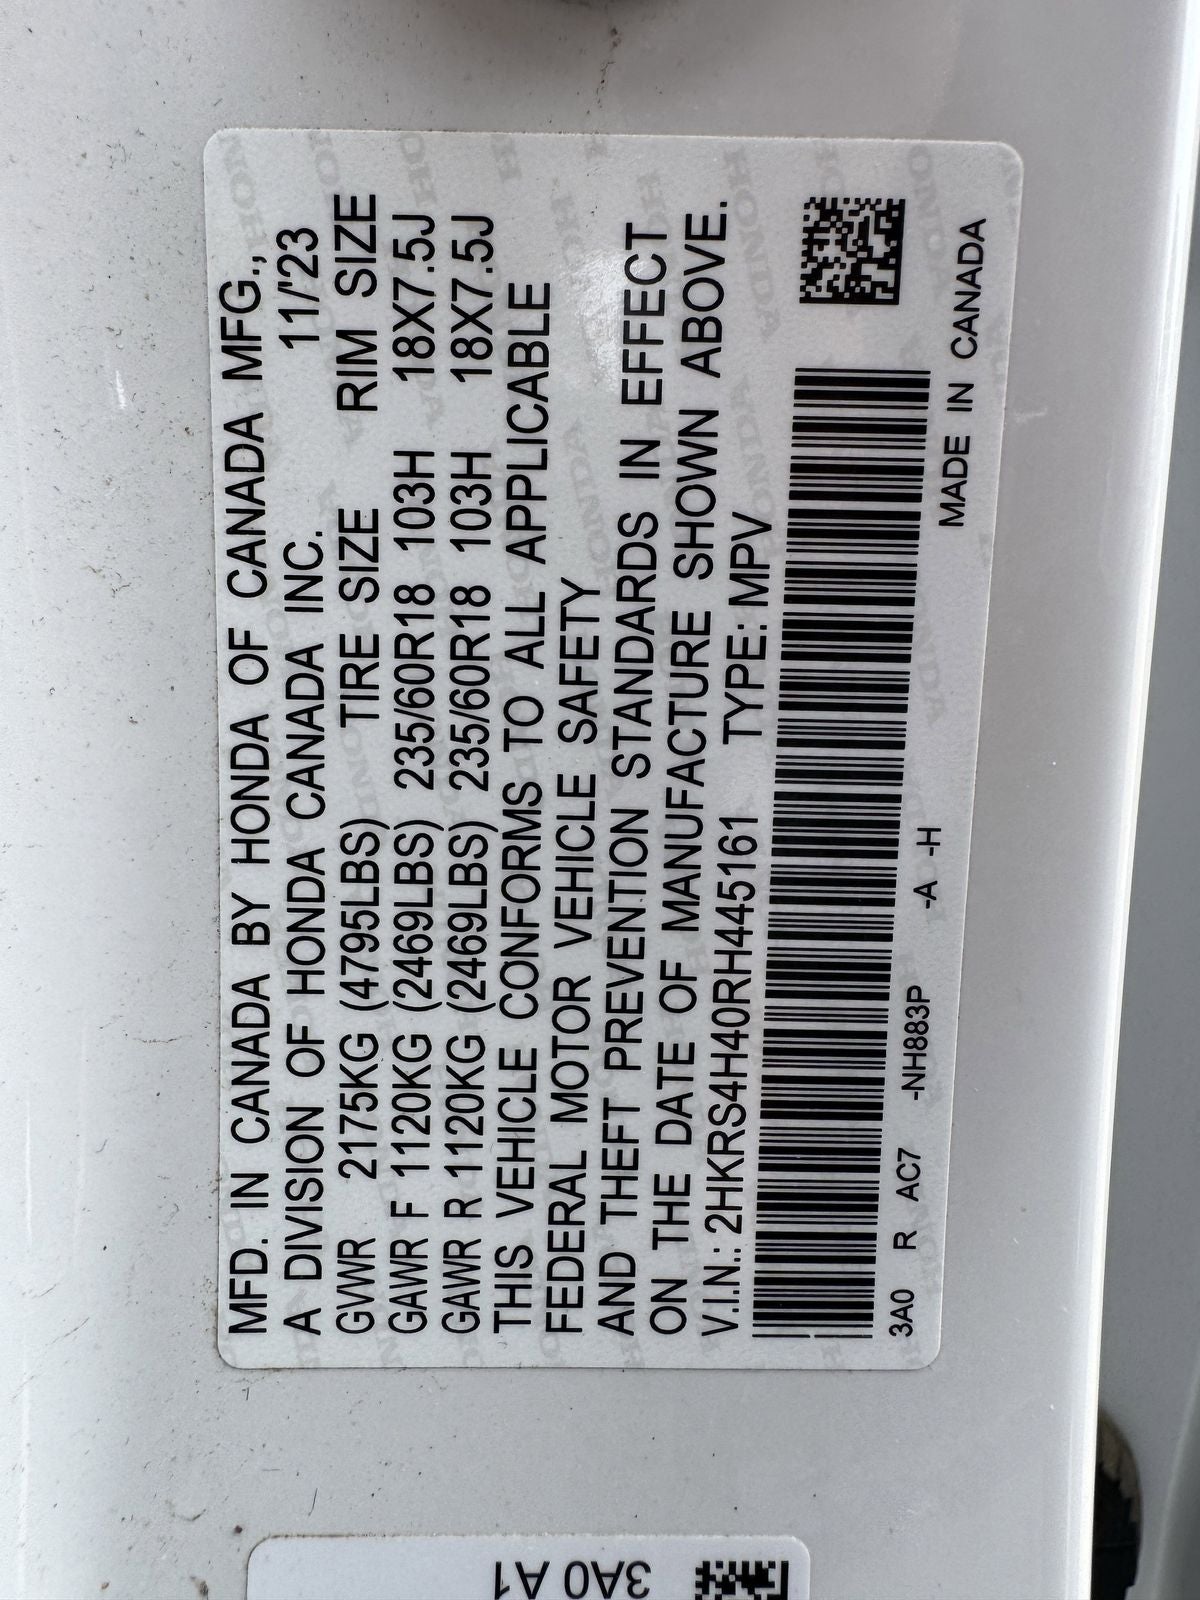 MFD. IN CANADA BY HONDA OF CANADA MFG.,
A DIVISION OF HONDA CANADA INC. 11/'23
GVWR 2175KG (4795LBS) TIRE SIZE RIM SIZE
GAWR F 1120KG (2469LBS) 235/60R18 103H 18X7.5J
GAWR R 1120KG (2469LBS) 235/60R18 103H 18X7.5J
THIS VEHICLE CONFORMS TO ALL APPLICABLE
FEDERAL MOTOR VEHICLE SAFETY
AND THEFT PREVENTION STANDARDS IN EFFECT
ON THE DATE OF MANUFACTURE SHOWN ABOVE.
V.I.N.: 2HKRS4H40RH445161 TYPE: MPV
3A0 R AC7 -NH883P -A -H MADE IN CANADA
3A0 A1